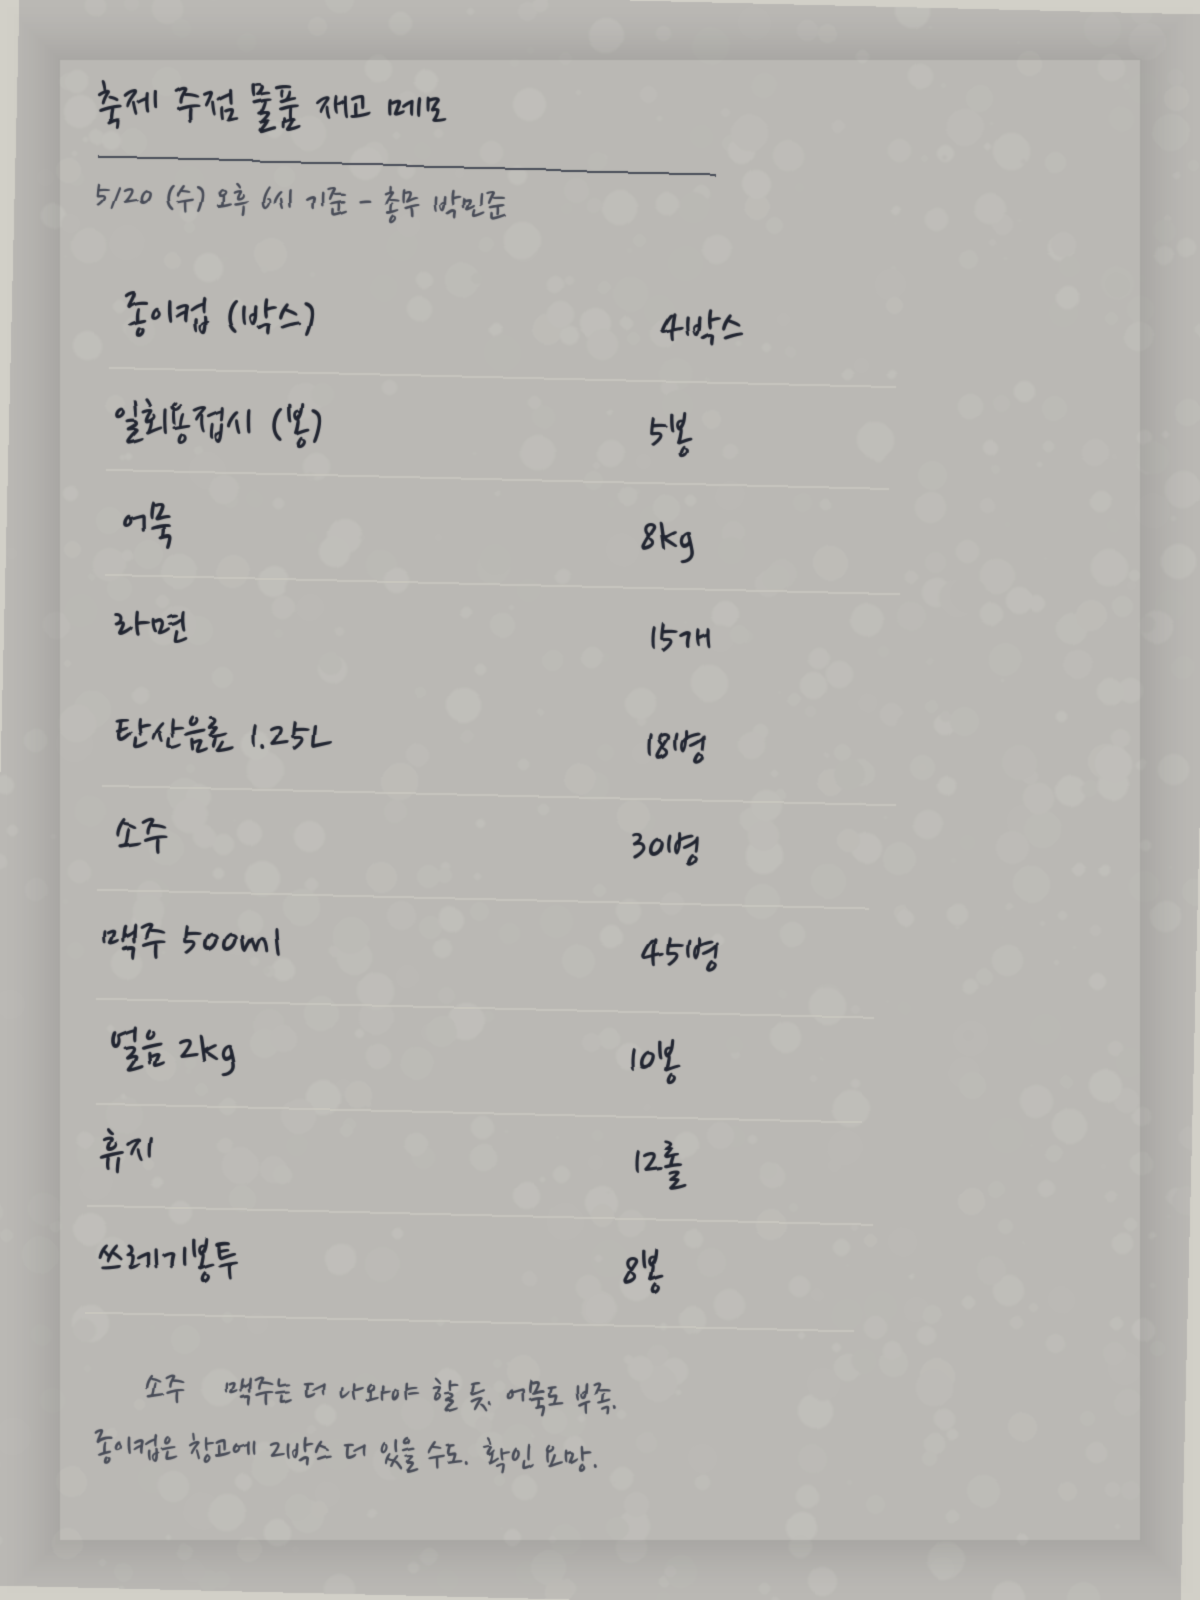 축제 주점 물품 재고 메모
5/20 (수) 오후 6시 기준 - 총무 박민준
종이컵 (박스) 4박스
일회용접시 (봉) 5봉
어묵 8kg
라면 15개
탄산음료 1.25L 18병
소주 30병
맥주 500ml 45병
얼음 2kg 10봉
휴지 12롤
쓰레기봉투 8봉
소주 맥주는 더 나와야 할 듯. 어묵도 부족.
종이컵은 창고에 2박스 더 있을 수도. 확인 요망.